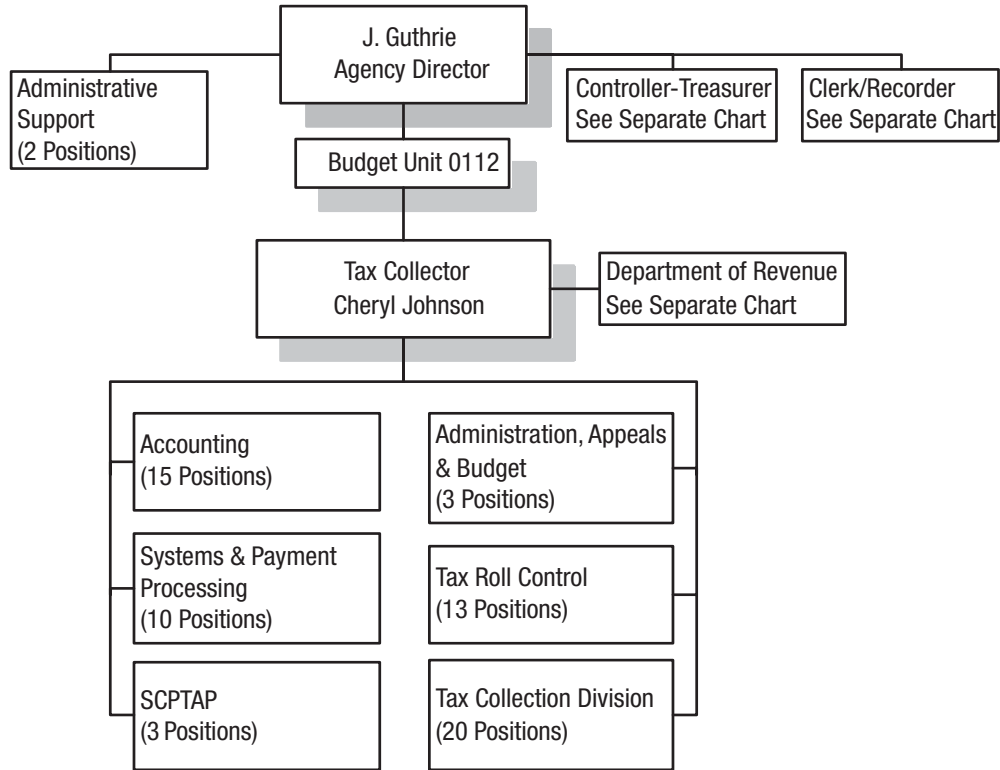 J. Guthrie
Agency Director
Administrative
Support
(2 Positions)
Controller-Treasurer
See Separate Chart
Clerk/Recorder
See Separate Chart
Budget Unit 0112
Tax Collector
Cheryl Johnson
Department of Revenue
See Separate Chart
Accounting
(15 Positions)
Administration, Appeals
& Budget
(3 Positions)
Systems & Payment
Processing
(10 Positions)
Tax Roll Control
(13 Positions)
SCPTAP
(3 Positions)
Tax Collection Division
(20 Positions)